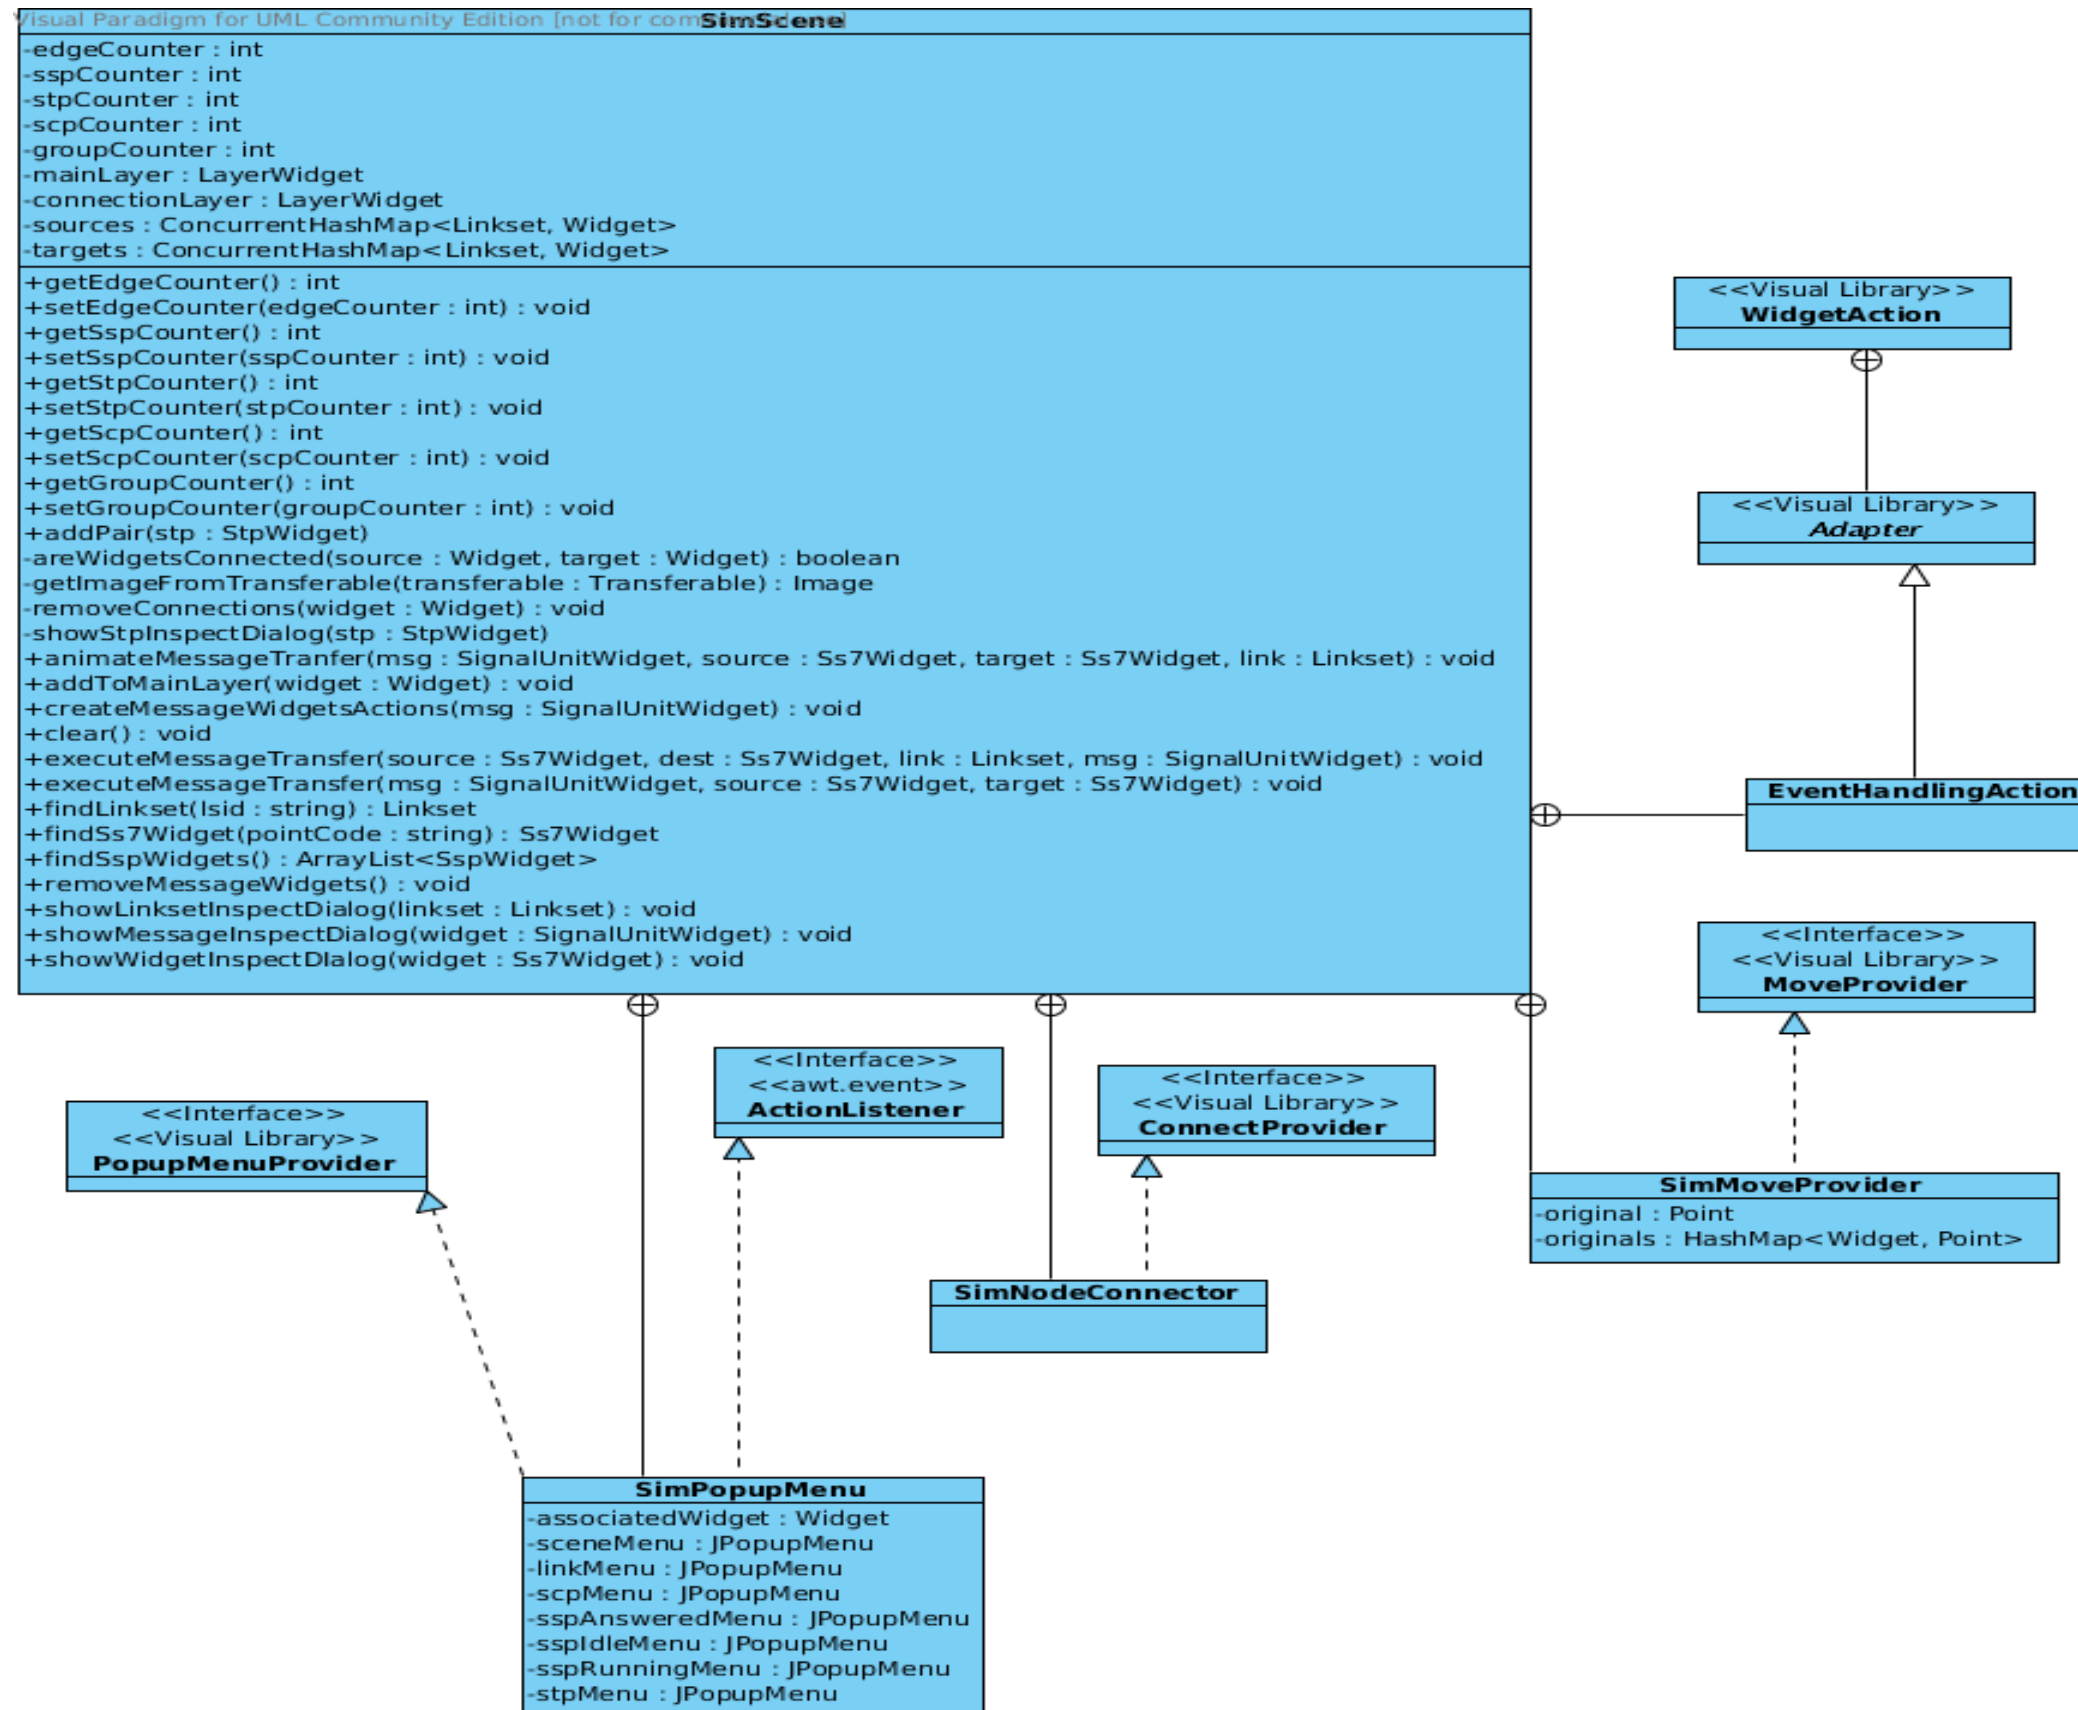 Visual Paradigm for UML Community Edition [not for com
SimScene
-edgeCounter : int
-sspCounter : int
-stpCounter : int
-scpCounter : int
-groupCounter : int
-mainLayer : LayerWidget
-connectionLayer : LayerWidget
-sources : ConcurrentHashMap<Linkset, Widget>
-targets : ConcurrentHashMap<Linkset, Widget>
+getEdgeCounter() : int
+setEdgeCounter(edgeCounter : int) : void
+getSspCounter() : int
+setSspCounter(sspCounter : int) : void
+getStpCounter() : int
+setStpCounter(stpCounter : int) : void
+getScpCounter() : int
+setScpCounter(scpCounter : int) : void
+getGroupCounter() : int
+setGroupCounter(groupCounter : int) : void
+addPair(stp : StpWidget)
-areWidgetsConnected(source : Widget, target : Widget) : boolean
-getImageFromTransferable(transferable : Transferable) : Image
-removeConnections(widget : Widget) : void
-showStpInspectDialog(stp : StpWidget)
+animateMessageTranfer(msg : SignalUnitWidget, source : Ss7Widget, target : Ss7Widget, link : Linkset) : void
+addToMainLayer(widget : Widget) : void
+createMessageWidgetsActions(msg : SignalUnitWidget) : void
+clear() : void
+executeMessageTransfer(source : Ss7Widget, dest : Ss7Widget, link : Linkset, msg : SignalUnitWidget) : void
+executeMessageTransfer(msg : SignalUnitWidget, source : Ss7Widget, target : Ss7Widget) : void
+findLinkset(lsid : string) : Linkset
+findSs7Widget(pointCode : string) : Ss7Widget
+findSspWidgets() : ArrayList<SspWidget>
+removeMessageWidgets() : void
+showLinksetInspectDialog(linkset : Linkset) : void
+showMessageInspectDialog(widget : SignalUnitWidget) : void
+showWidgetInspectDIalog(widget : Ss7Widget) : void
<<Visual Library>>
WidgetAction
<<Visual Library>>
Adapter
EventHandlingAction
<<Interface>>
<<Visual Library>>
MoveProvider
<<Interface>>
<<awt.event>>
ActionListener
<<Interface>>
<<Visual Library>>
ConnectProvider
<<Interface>>
<<Visual Library>>
PopupMenuProvider
SimMoveProvider
-original : Point
-originals : HashMap<Widget, Point>
SimNodeConnector
SimPopupMenu
-associatedWidget : Widget
-sceneMenu : JPopupMenu
-linkMenu : JPopupMenu
-scpMenu : JPopupMenu
-sspAnsweredMenu : JPopupMenu
-sspIdleMenu : JPopupMenu
-sspRunningMenu : JPopupMenu
-stpMenu : JPopupMenu